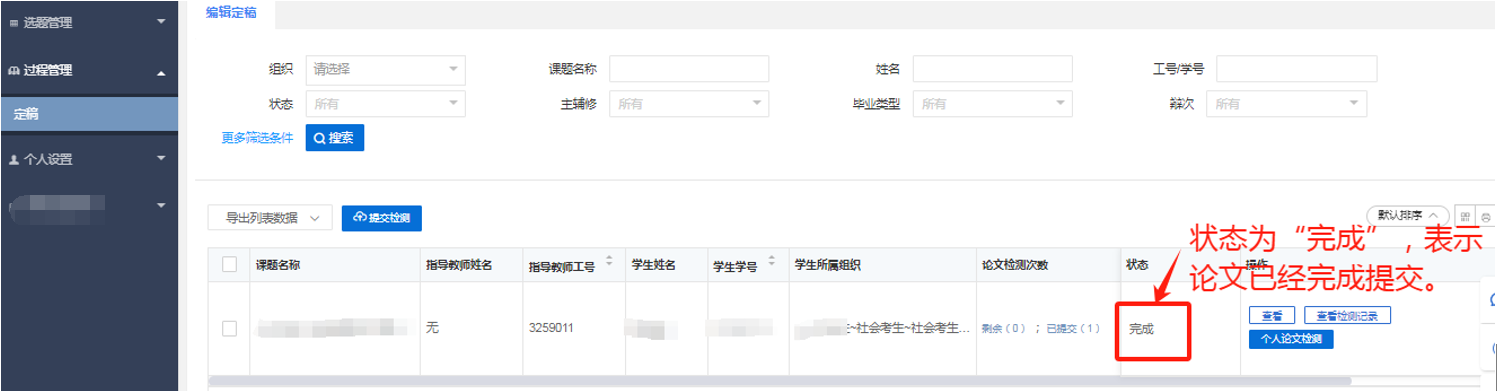 选题管理
编辑定稿
过程管理
定稿
个人设置
组织 请选择 课题名称 姓名 工号/学号
状态 所有 主辅修 所有 毕业类型 所有 辩次 所有
更多筛选条件 搜索
导出列表数据 提交检测 默认排序
状态为“完成”，表示
论文已经完成提交。
课题名称 指导教师姓名 指导教师工号 学生姓名 学生学号 学生所属组织 论文检测次数 状态 操作
无 3259011 ~社会考生~社会考生... 剩余（0）；已提交（1） 完成 查看 查看检测记录
个人论文检测